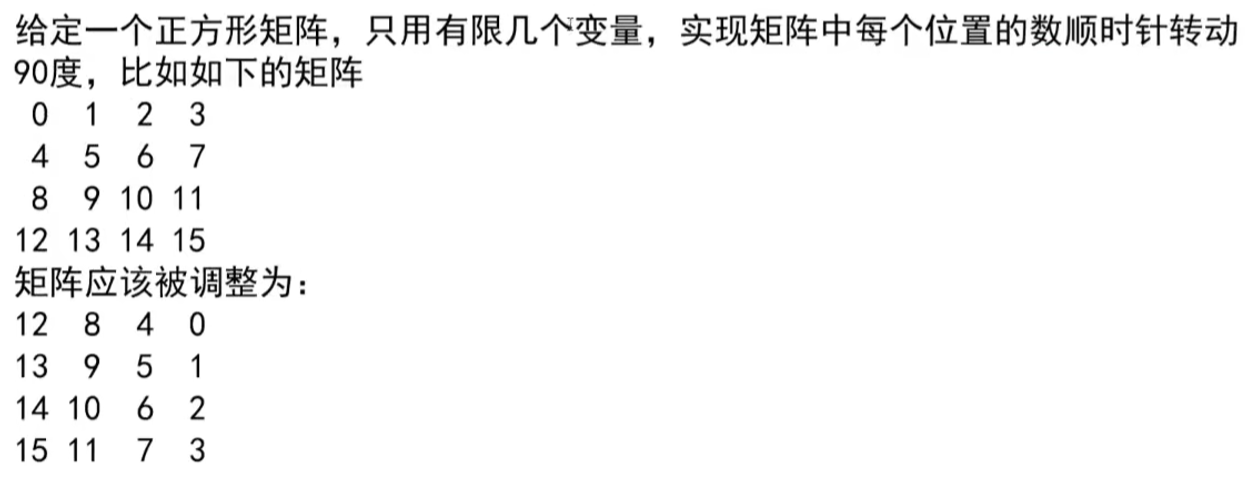 给定一个正方形矩阵，只用有限几个变量，实现矩阵中每个位置的数顺时针转动
90度，比如如下的矩阵
0 1 2 3
4 5 6 7
8 9 10 11
12 13 14 15
矩阵应该被调整为：
12 8 4 0
13 9 5 1
14 10 6 2
15 11 7 3